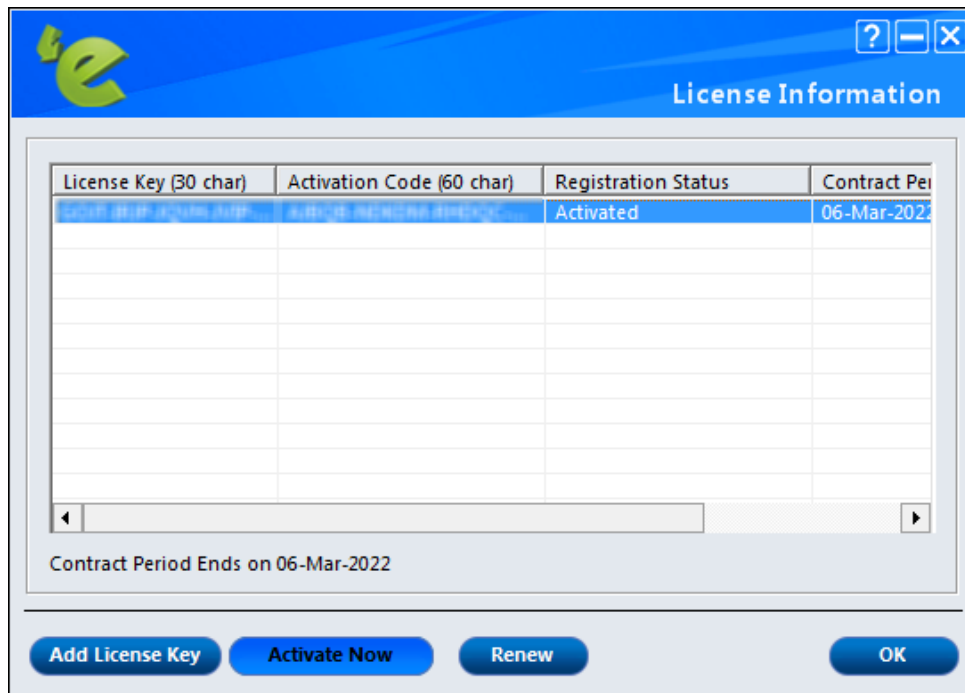 License Information
License Key (30 char) Activation Code (60 char) Registration Status Contract Per
Activated 06-Mar-2022
Contract Period Ends on 06-Mar-2022
Add License Key Activate Now Renew OK